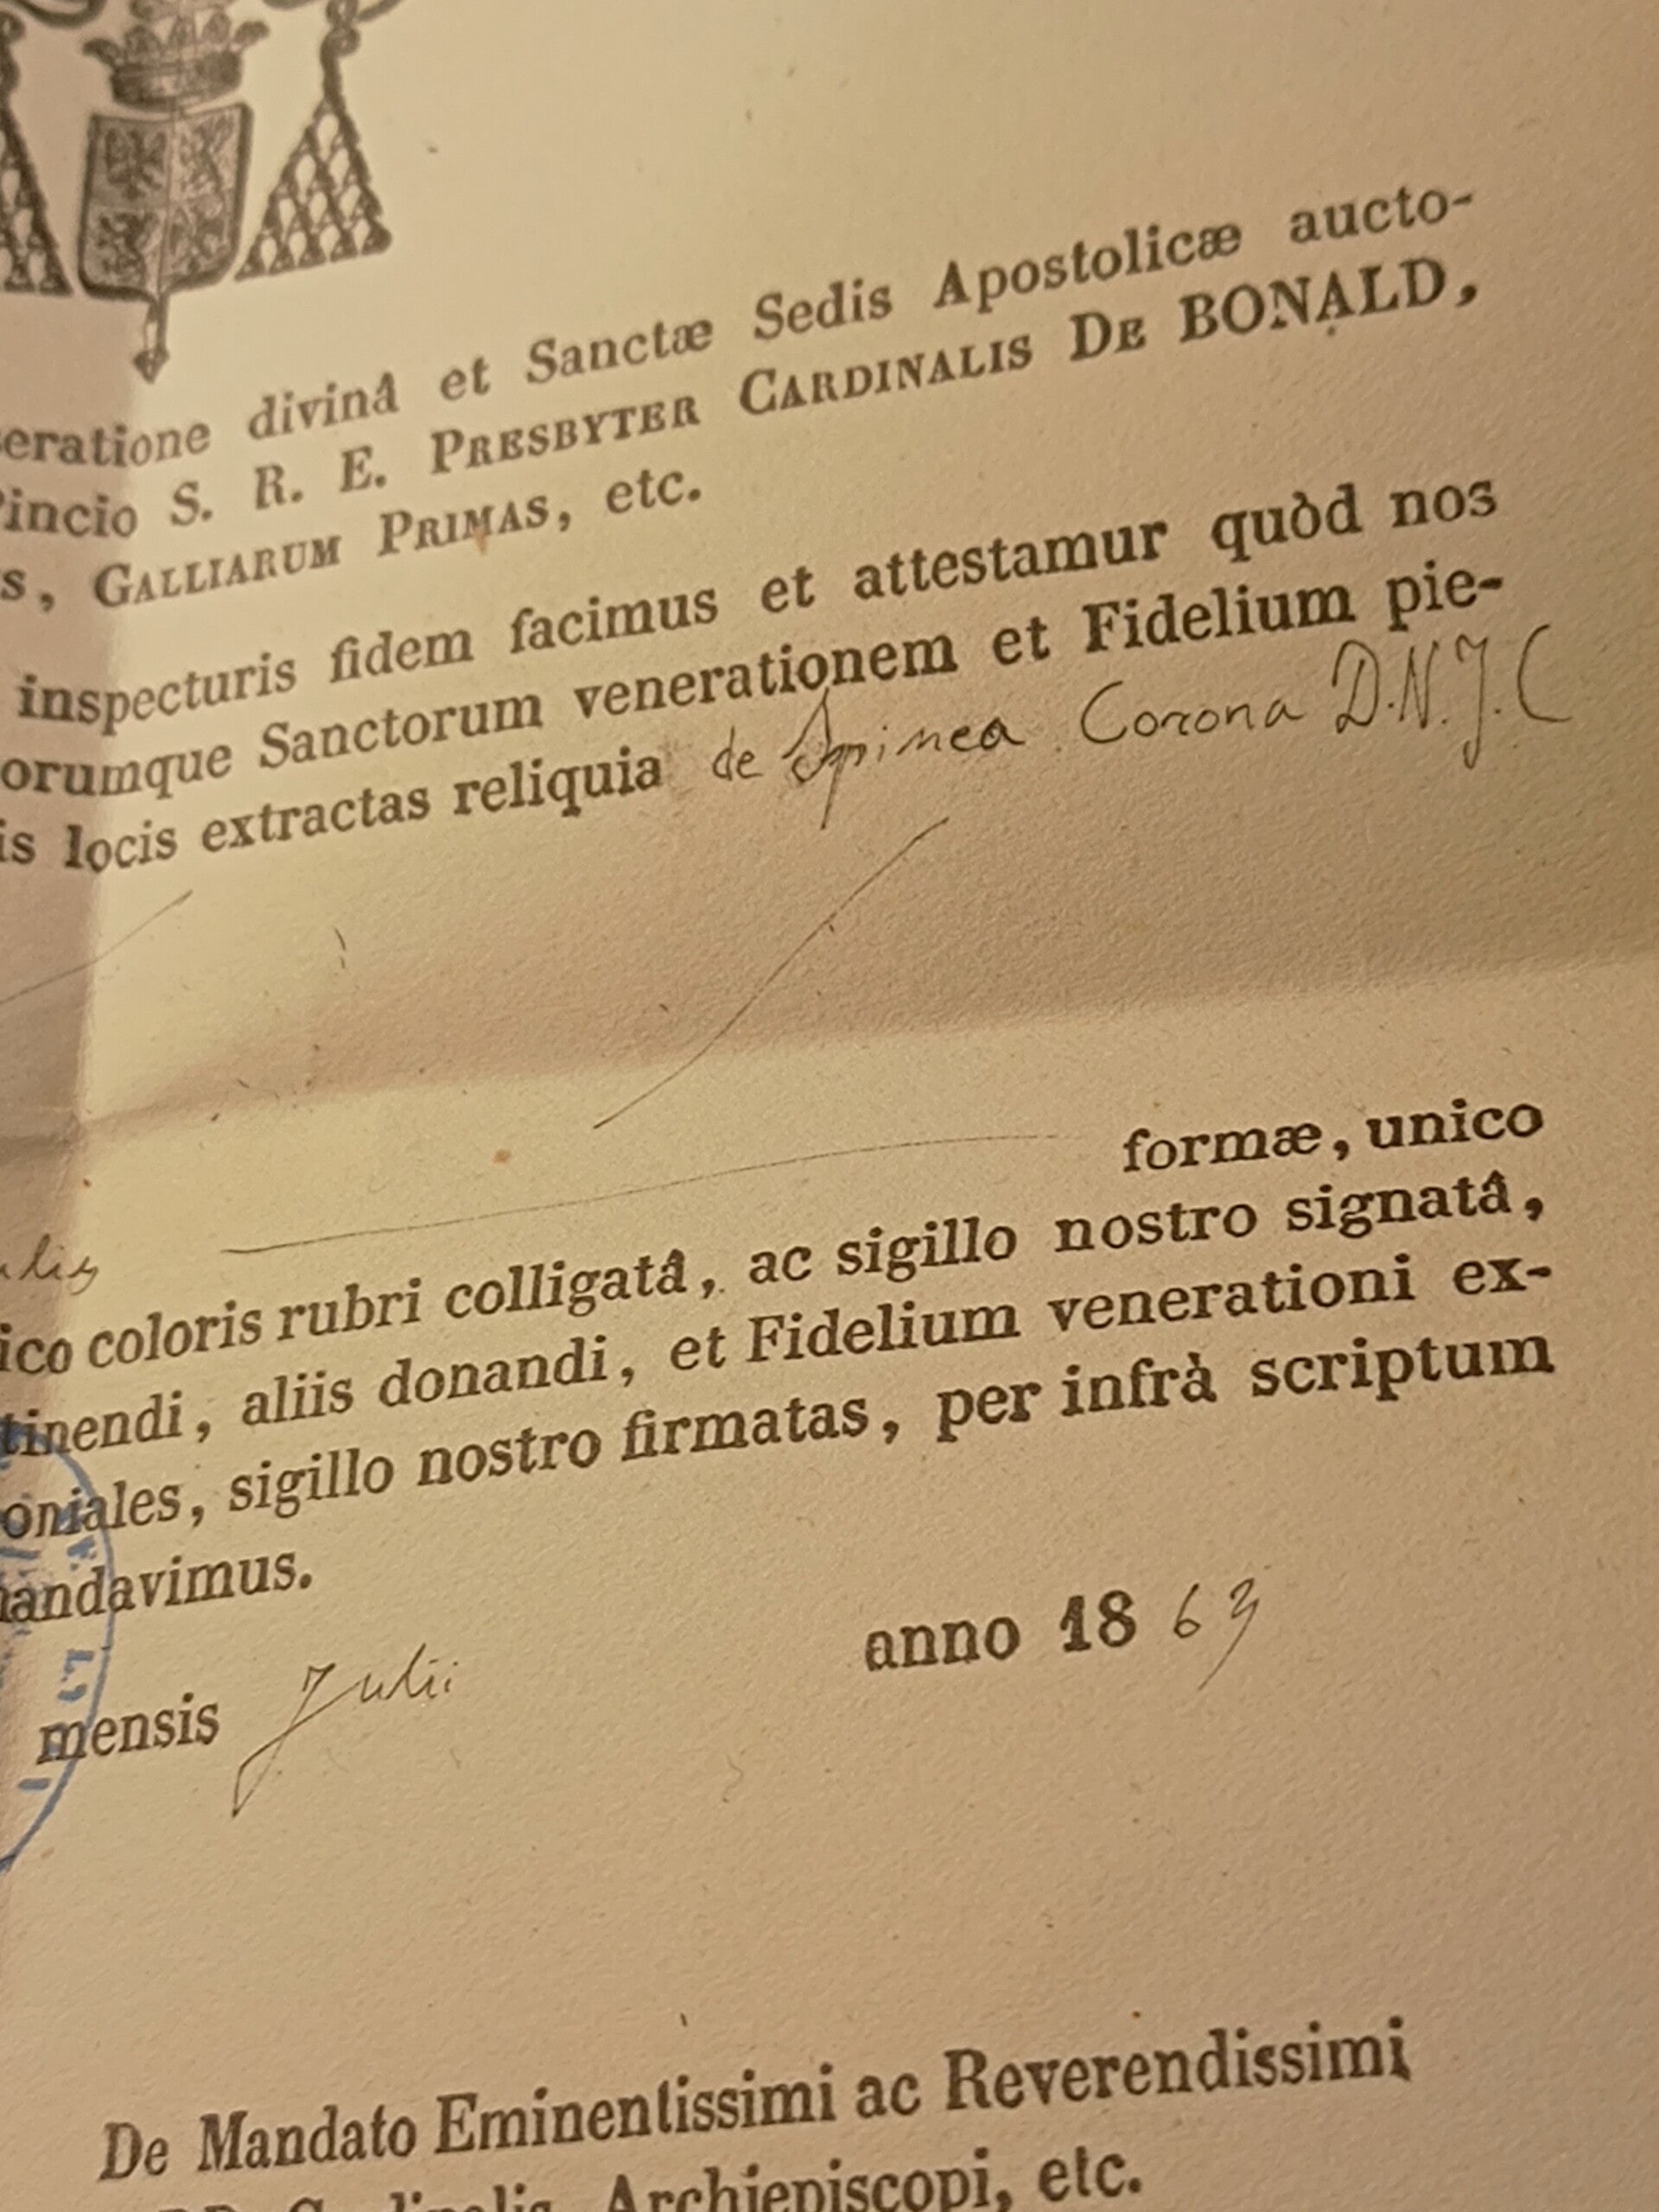 eratione divinâ et Sanctæ Sedis Apostolicæ aucto-
Pincio S. R. E. PRESBYTER CARDINALIS DE BONALD,
s, GALLIARUM PRIMAS, etc.
inspecturis fidem facimus et attestamur quòd nos
orumque Sanctorum venerationem et Fidelium pie-
is locis extractas reliquia de Spinea Corona D.N.J.C
formæ, unico
ico coloris rubri colligatâ, ac sigillo nostro signatâ,
tinendi, aliis donandi, et Fidelium venerationi ex-
oniales, sigillo nostro firmatas, per infrà scriptum
andavimus.
mensis Julii anno 1863
De Mandato Eminentissimi ac Reverendissimi
Cardinalis Archiepiscopi, etc.